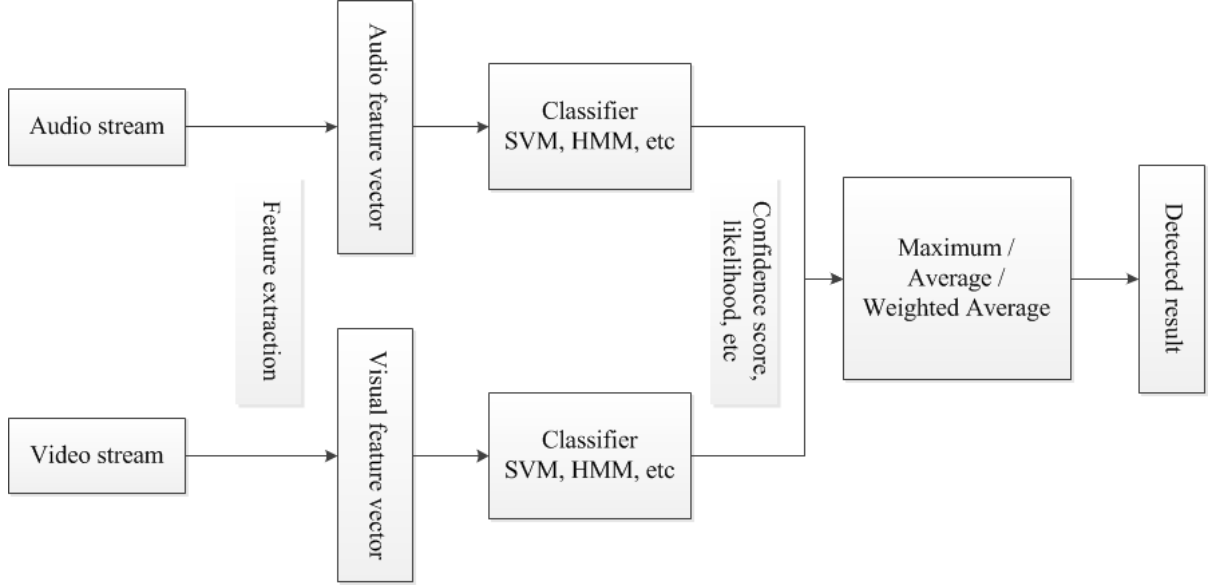 Audio stream
Audio feature vector
Classifier
SVM, HMM, etc
Feature extraction
Confidence score,
likelihood, etc
Maximum /
Average /
Weighted Average
Detected result
Video stream
Visual feature vector
Classifier
SVM, HMM, etc